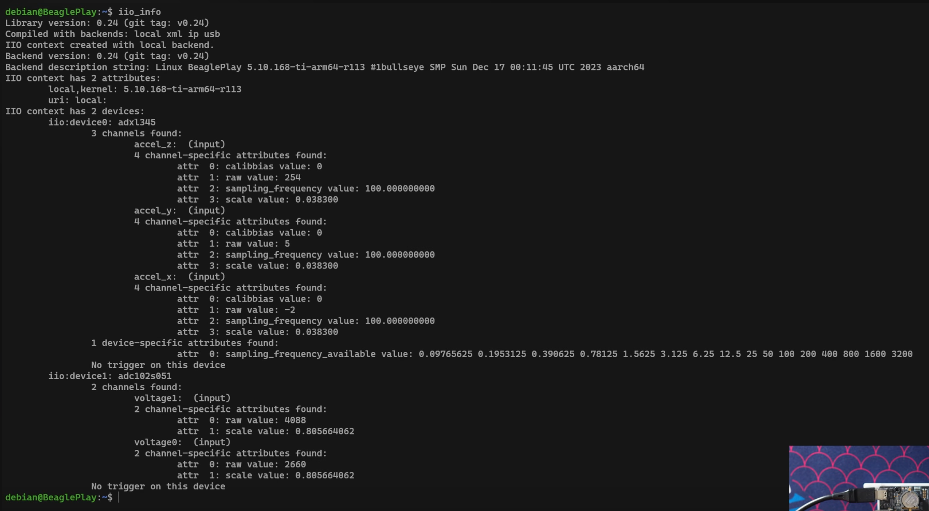 debian@BeaglePlay:~$ iio_info
Library version: 0.24 (git tag: v0.24)
Compiled with backends: local xml ip usb
IIO context created with local backend.
Backend version: 0.24 (git tag: v0.24)
Backend description string: Linux BeaglePlay 5.10.168-ti-arm64-r113 #1bullseye SMP Sun Dec 17 00:11:45 UTC 2023 aarch64
IIO context has 2 attributes:
local,kernel: 5.10.168-ti-arm64-r113
uri: local:
IIO context has 2 devices:
iio:device0: adxl345
3 channels found:
accel_z:  (input)
4 channel-specific attributes found:
attr  0: calibbias value: 0
attr  1: raw value: 254
attr  2: sampling_frequency value: 100.000000000
attr  3: scale value: 0.038300
accel_y:  (input)
4 channel-specific attributes found:
attr  0: calibbias value: 0
attr  1: raw value: 5
attr  2: sampling_frequency value: 100.000000000
attr  3: scale value: 0.038300
accel_x:  (input)
4 channel-specific attributes found:
attr  0: calibbias value: 0
attr  1: raw value: -2
attr  2: sampling_frequency value: 100.000000000
attr  3: scale value: 0.038300
1 device-specific attributes found:
attr  0: sampling_frequency_available value: 0.09765625 0.1953125 0.390625 0.78125 1.5625 3.125 6.25 12.5 25 50 100 200 400 800 1600 3200
No trigger on this device
iio:device1: adc102s051
2 channels found:
voltage1:  (input)
2 channel-specific attributes found:
attr  0: raw value: 4088
attr  1: scale value: 0.805664062
voltage0:  (input)
2 channel-specific attributes found:
attr  0: raw value: 2660
attr  1: scale value: 0.805664062
No trigger on this device
debian@BeaglePlay:~$